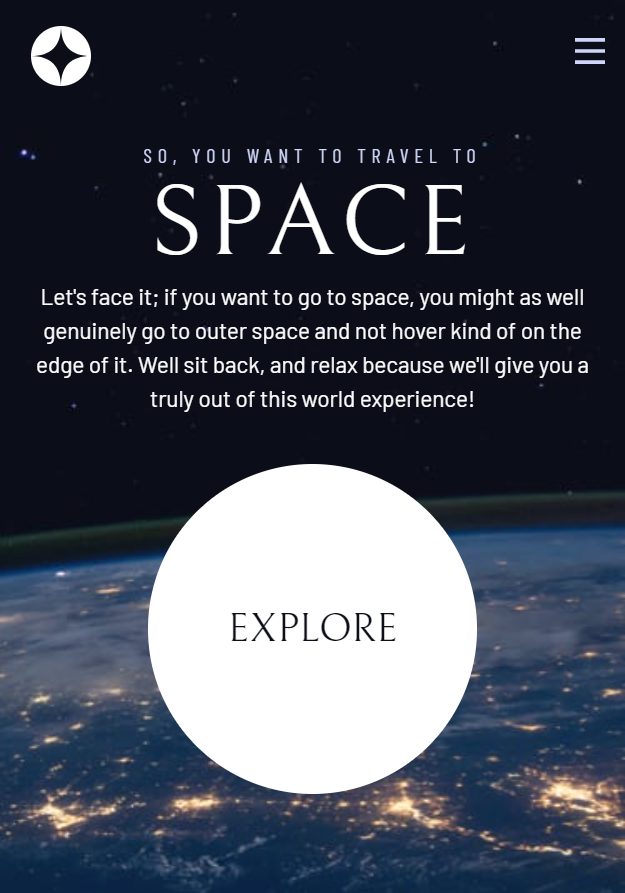 SO, YOU WANT TO TRAVEL TO
SPACE
Let's face it; if you want to go to space, you might as well
genuinely go to outer space and not hover kind of on the
edge of it. Well sit back, and relax because we'll give you a
truly out of this world experience!
EXPLORE